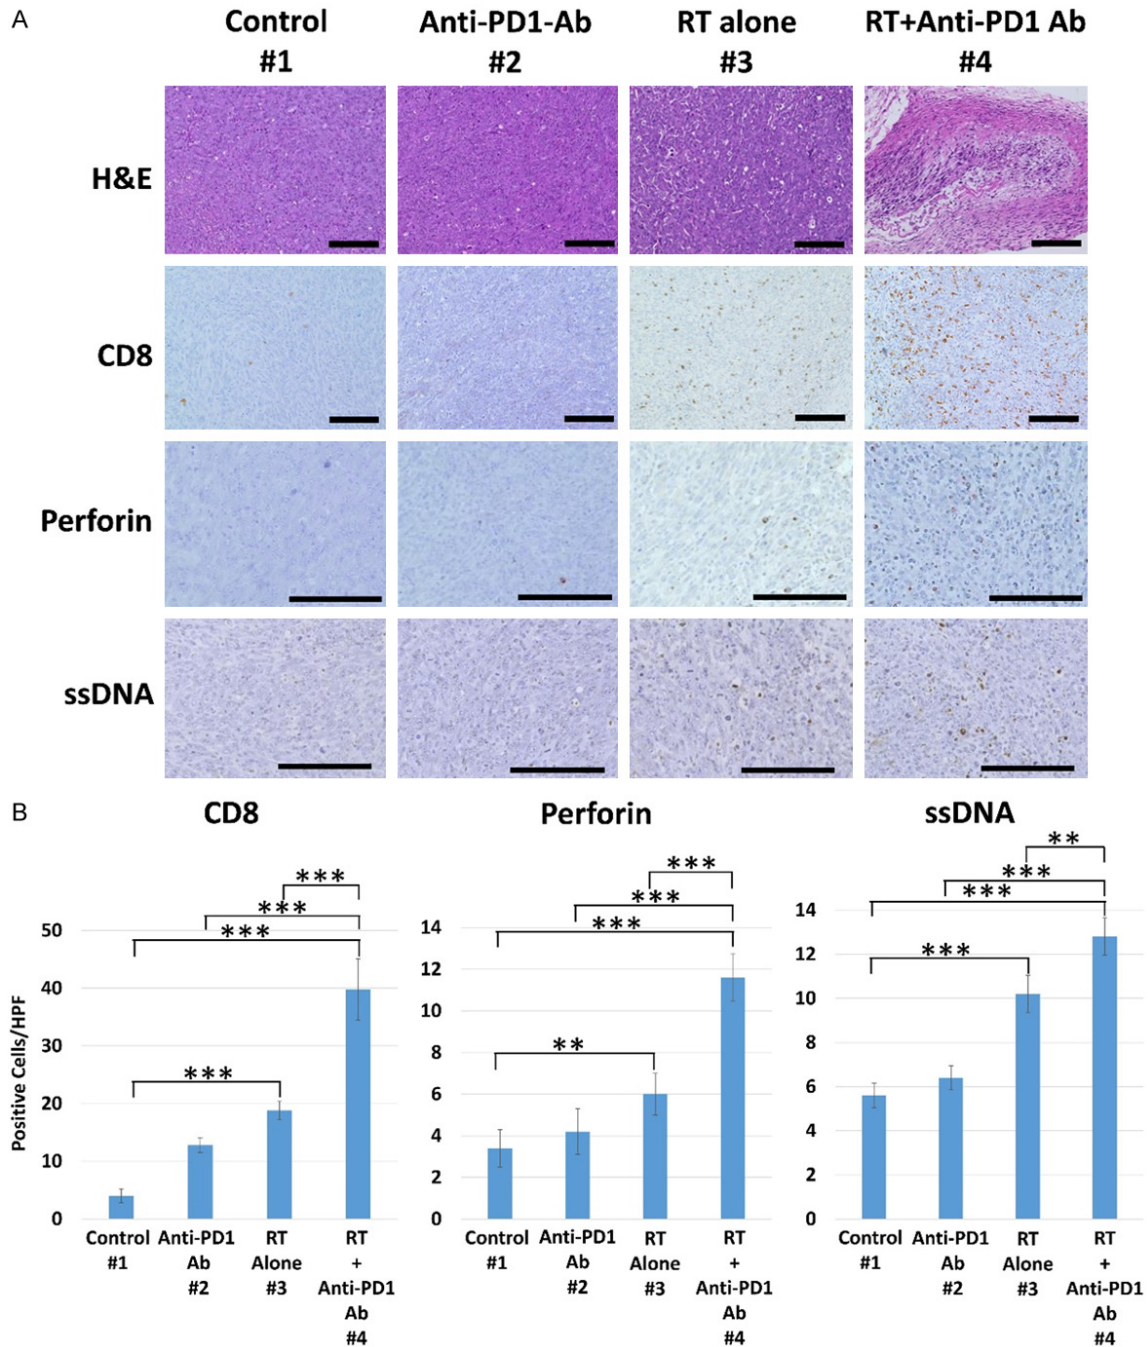 A
Control
#1
Anti-PD1-Ab
#2
RT alone
#3
RT+Anti-PD1 Ab
#4
H&E
CD8
Perforin
ssDNA
B
CD8
Positive Cells/HPF
50
40
30
20
10
0
***
***
***
***
Control
#1
Anti-PD1
Ab
#2
RT
Alone
#3
RT
+
Anti-PD1
Ab
#4
Perforin
14
12
10
8
6
4
2
0
***
***
***
**
Control
#1
Anti-PD1
Ab
#2
RT
Alone
#3
RT
+
Anti-PD1
Ab
#4
ssDNA
14
12
10
8
6
4
2
0
**
***
***
***
Control
#1
Anti-PD1
Ab
#2
RT
Alone
#3
RT
+
Anti-PD1
Ab
#4